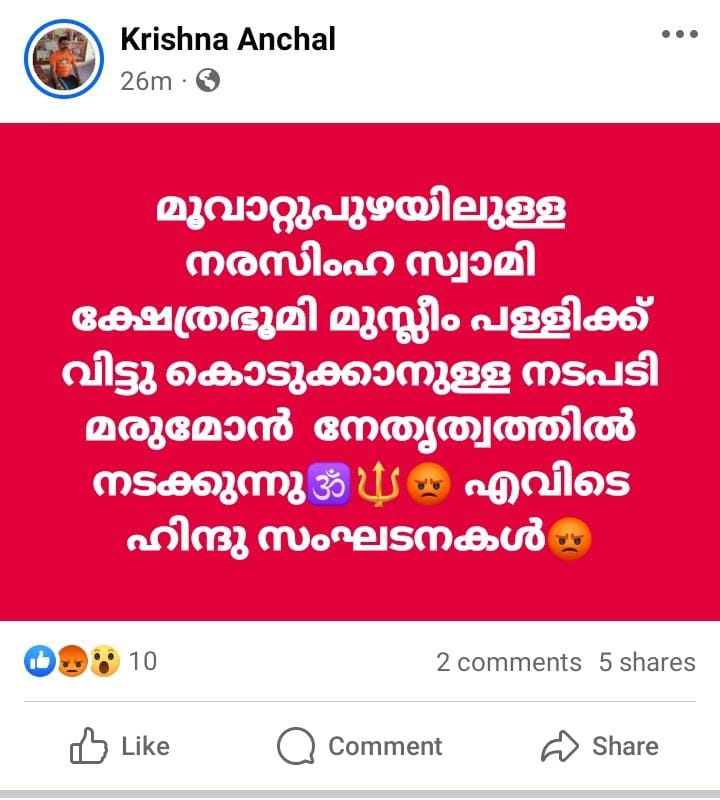 Krishna Anchal
26m ·
മൂവാറ്റുപുഴയിലുള്ള
നരസിംഹ സ്വാമി
ക്ഷേത്രഭൂമി മുസ്ലീം പള്ളിക്ക്
വിട്ടു കൊടുക്കാനുള്ള നടപടി
മരുമോൻ നേതൃത്വത്തിൽ
നടക്കുന്നു🕉️🔱😡 എവിടെ
ഹിന്ദു സംഘടനകൾ😡
10
2 comments 5 shares
Like Comment Share